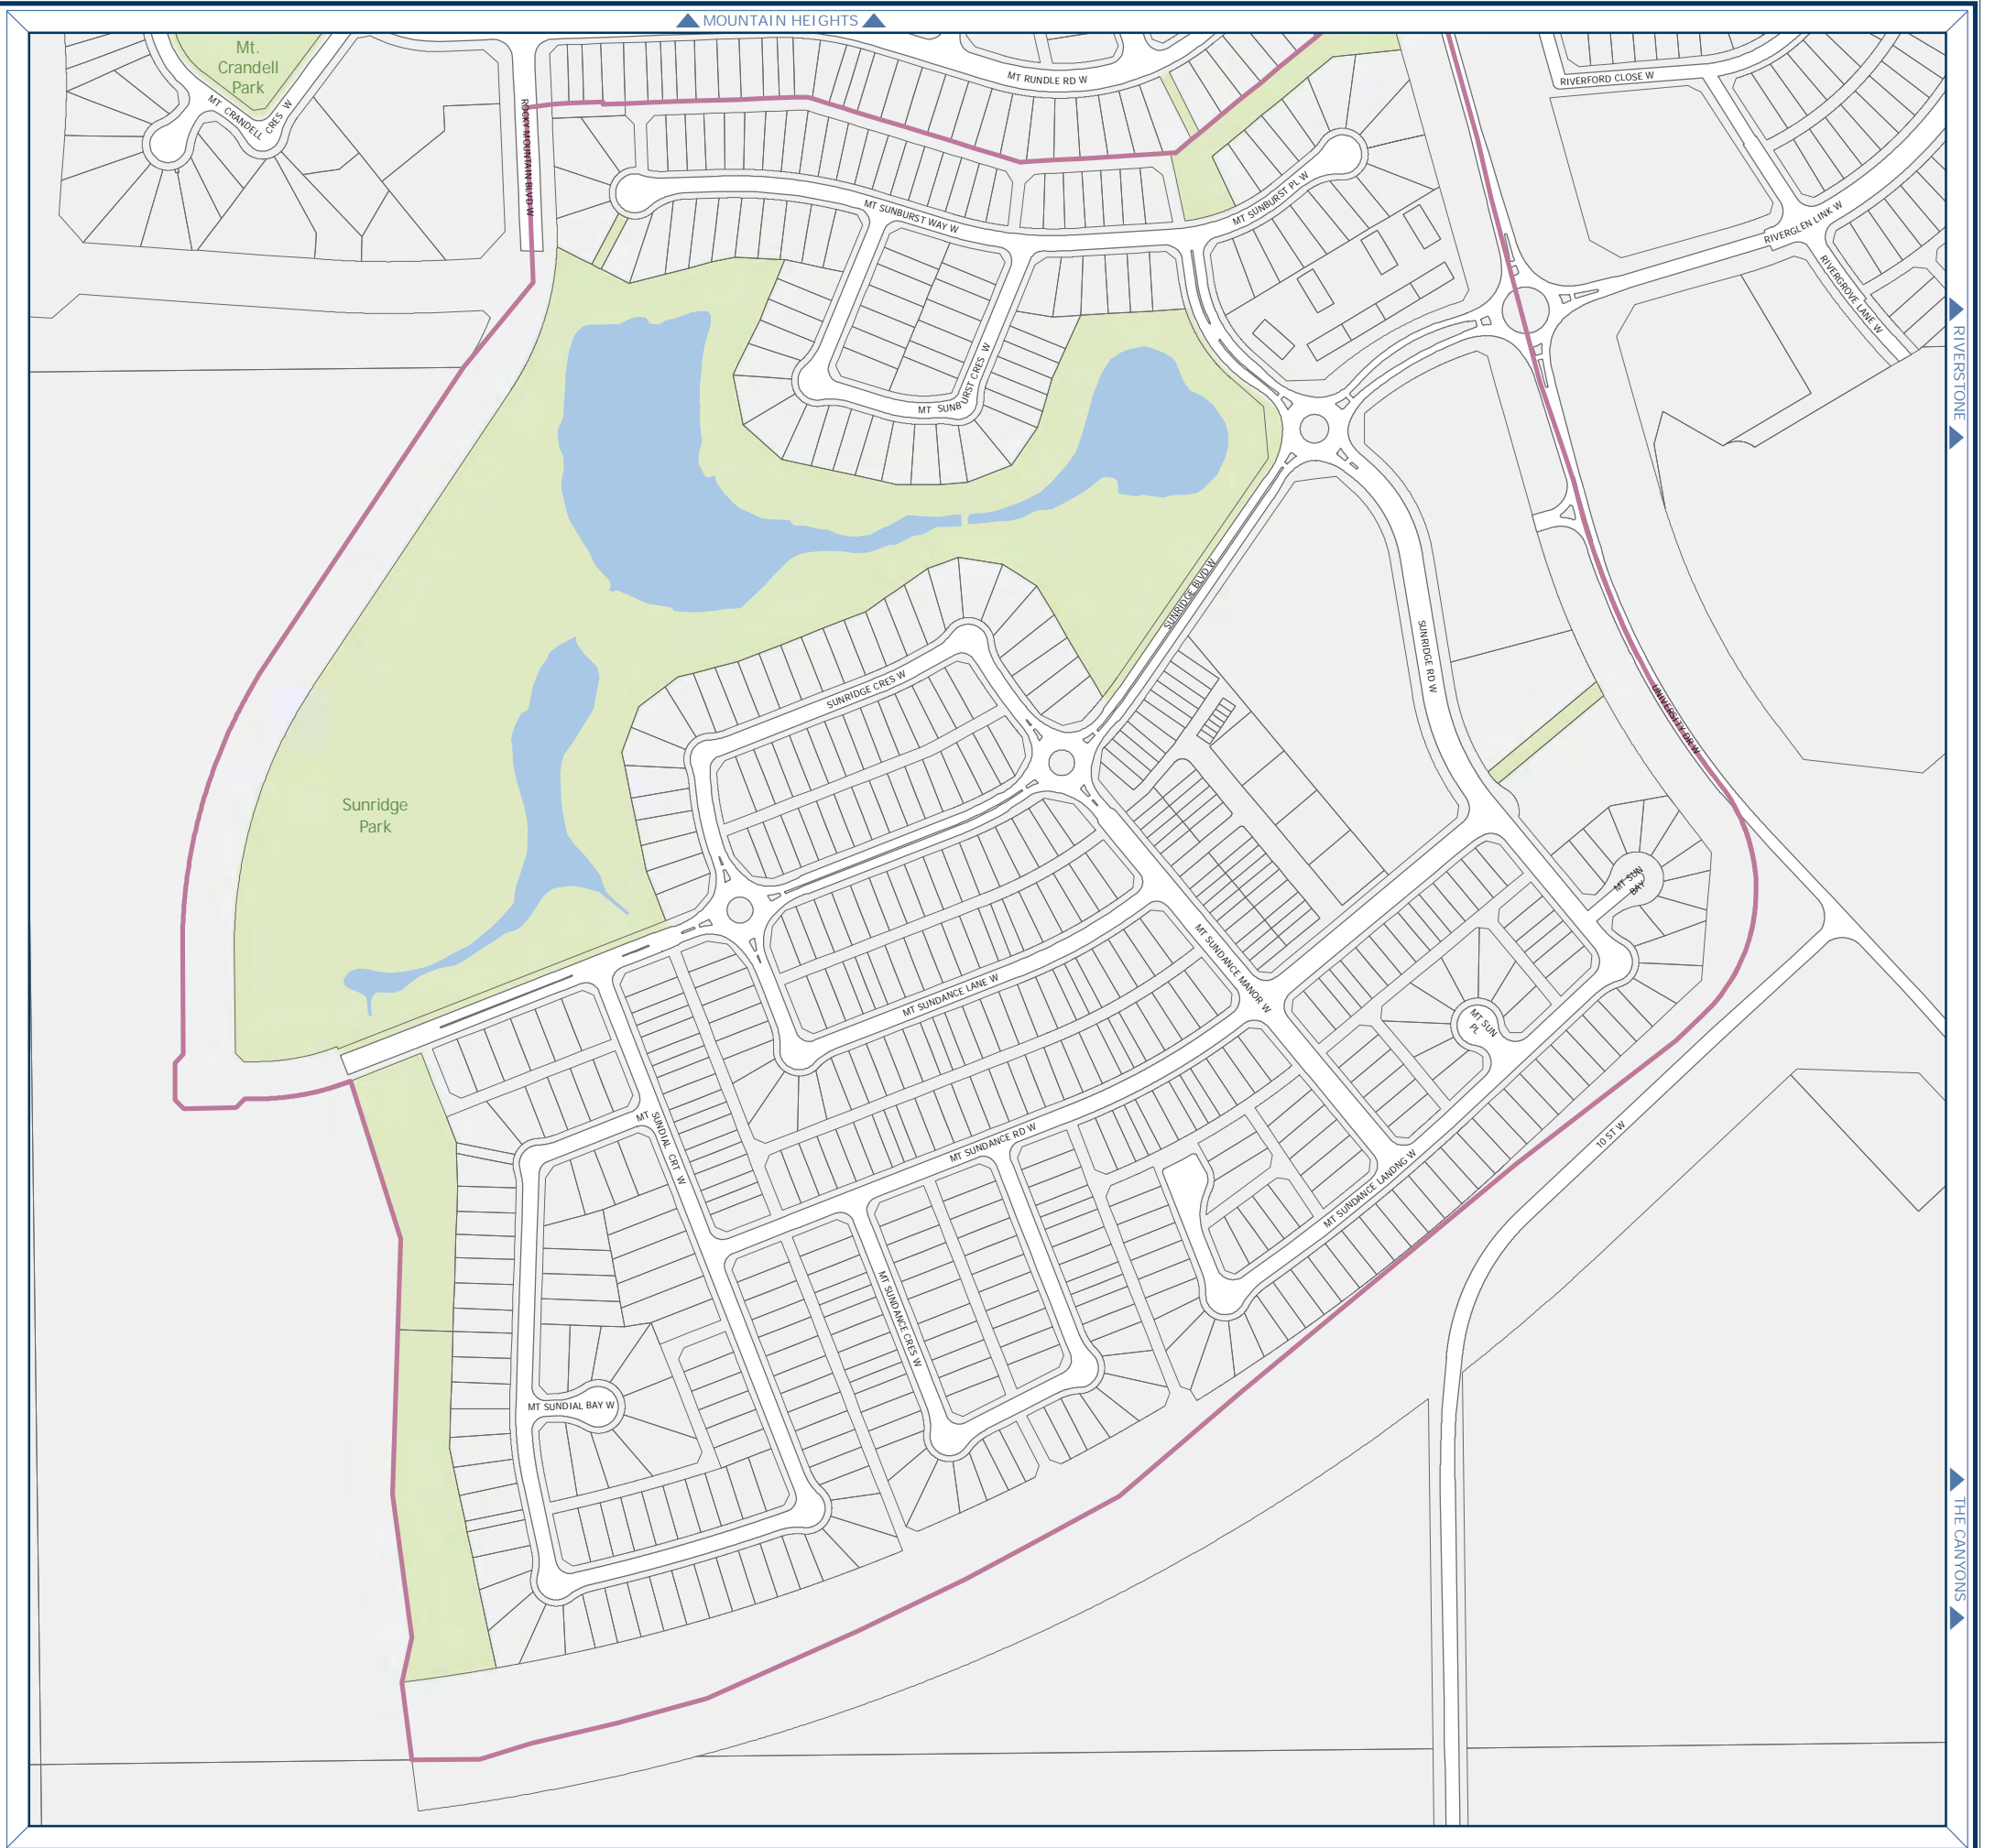 MOUNTAIN HEIGHTS
Mt.
Crandell
Park
MT CRANDELL
CRES W
ROCKY MOUNTAIN BLVD W
MT RUNDLE RD W
RIVERFORD CLOSE W
MT SUNBURST WAY W
MT SUNBURST PL W
RIVERGLEN LINK W
RIVERGROVE LANE W
RIVERSTONE
MT SUNBURST CRES W
SUNRIDGE BLVD W
SUNRIDGE RD W
SUNRIDGE CRES W
UNIVERSITY DR W
Sunridge
Park
MT SUN
BAY
MT SUNDANCE MANOR W
MT SUNDANCE LANE W
MT SUN
PL
MT SUNDIAL CRT W
MT SUNDANCE RD W
10 ST W
MT SUNDANCE LANDNG W
MT SUNDANCE CRES W
MT SUNDIAL BAY W
THE CANYONS